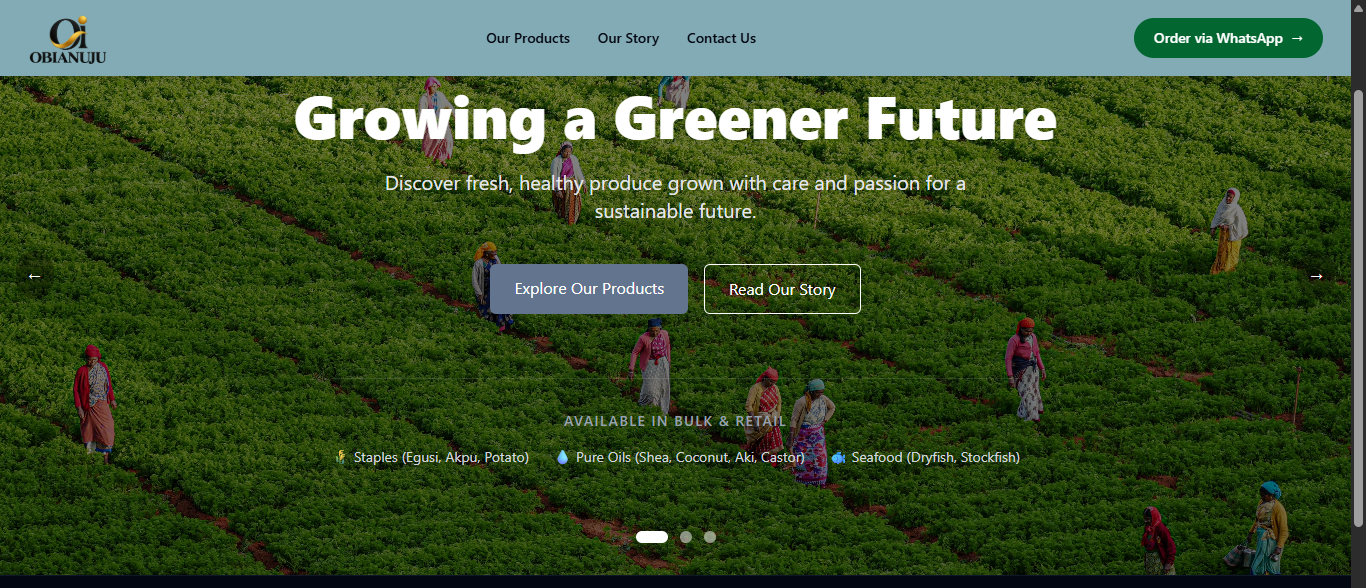 Oi
OBIANUJU
Our Products
Our Story
Contact Us
Order via WhatsApp →
Growing a Greener Future
Discover fresh, healthy produce grown with care and passion for a
sustainable future.
←
→
Explore Our Products
Read Our Story
AVAILABLE IN BULK & RETAIL
Staples (Egusi, Akpu, Potato)
Pure Oils (Shea, Coconut, Aki, Castor)
Seafood (Dryfish, Stockfish)